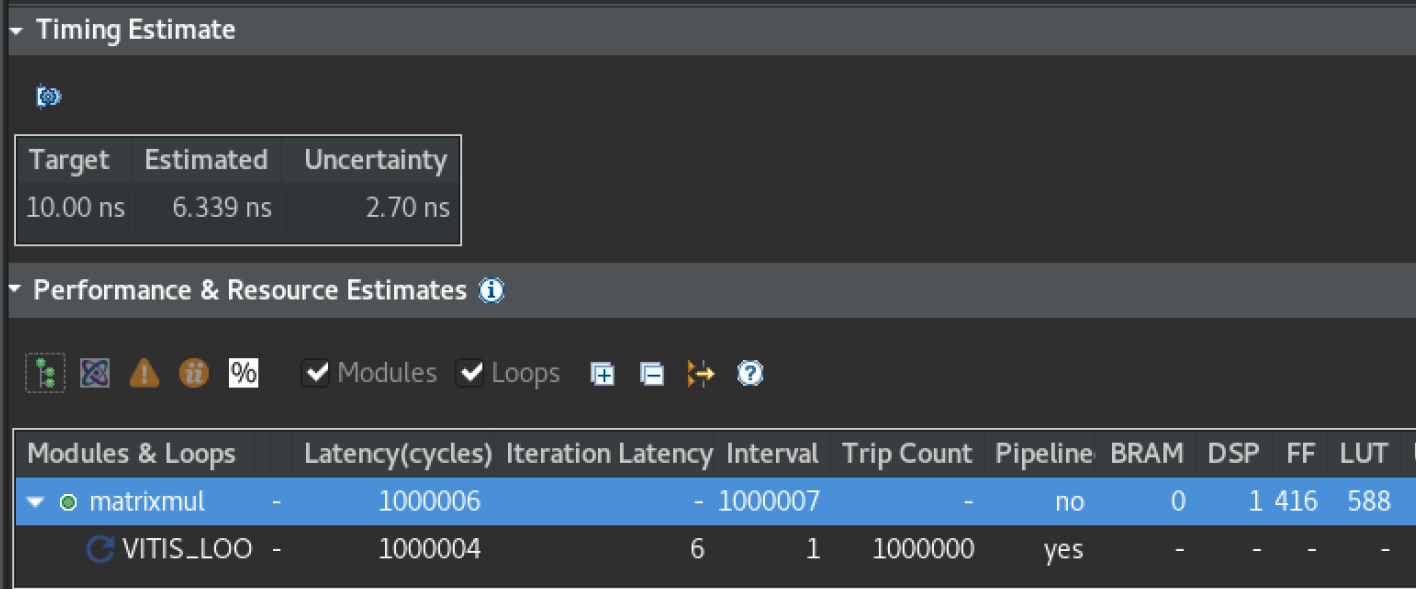 Timing Estimate
Target Estimated Uncertainty
10.00 ns 6.339 ns 2.70 ns
Performance & Resource Estimates
% Modules Loops
Modules & Loops Latency(cycles) Iteration Latency Interval Trip Count Pipeline BRAM DSP FF LUT
matrixmul - 1000006 - 1000007 - no 0 1 416 588
VITIS_LOO - 1000004 6 1 1000000 yes - - - -